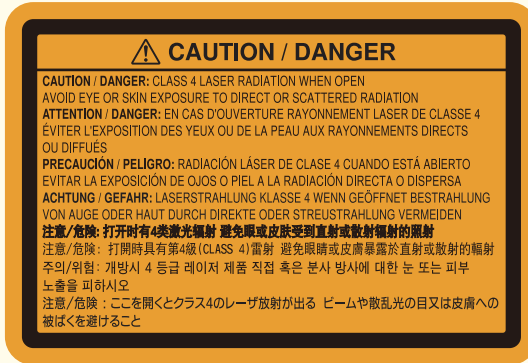 ⚠ CAUTION / DANGER
CAUTION / DANGER: CLASS 4 LASER RADIATION WHEN OPEN
AVOID EYE OR SKIN EXPOSURE TO DIRECT OR SCATTERED RADIATION
ATTENTION / DANGER: EN CAS D'OUVERTURE RAYONNEMENT LASER DE CLASSE 4
ÉVITER L'EXPOSITION DES YEUX OU DE LA PEAU AUX RAYONNEMENTS DIRECTS
OU DIFFUÉS
PRECAUCIÓN / PELIGRO: RADIACIÓN LÁSER DE CLASE 4 CUANDO ESTÁ ABIERTO
EVITAR LA EXPOSICIÓN DE OJOS O PIEL A LA RADIACIÓN DIRECTA O DISPERSA
ACHTUNG / GEFAHR: LASERSTRAHLUNG KLASSE 4 WENN GEÖFFNET BESTRAHLUNG
VON AUGE ODER HAUT DURCH DIREKTE ODER STREUSTRAHLUNG VERMEIDEN
注意/危险: 打开时有4类激光辐射 避免眼或皮肤受到直射或散射辐射的照射
注意/危險: 打開時具有第4級(CLASS 4)雷射 避免眼睛或皮膚暴露於直射或散射的輻射
주의/위험: 개방시 4 등급 레이저 제품 직접 혹은 분사 방사에 대한 눈 또는 피부
노출을 피하시오
注意/危険 : ここを開くとクラス4のレーザ放射が出る ビームや散乱光の目又は皮膚への
被ばくを避けること